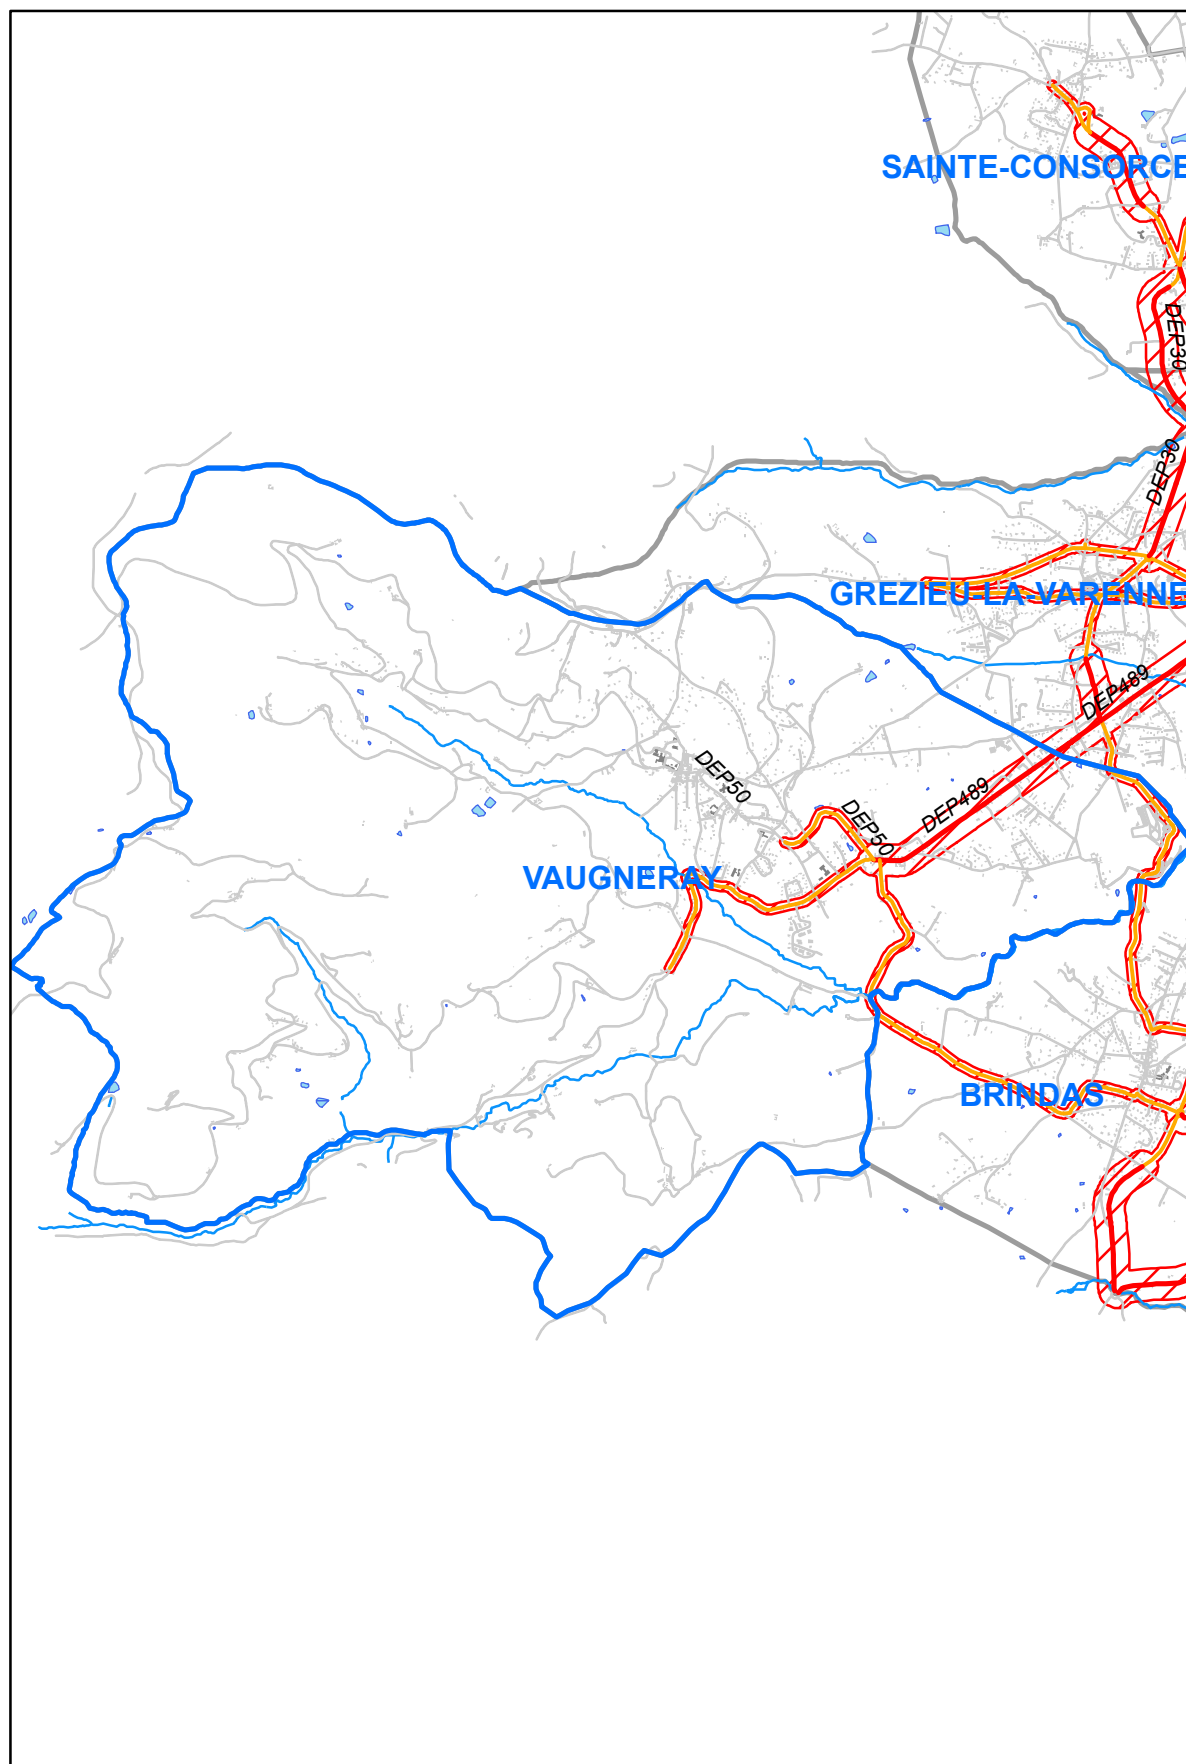 SAINTE-CONSORCE
DEP30
DEP30
GREZIEU-LA-VARENNE
DEP489
DEP50
DEP489
DEP50
VAUGNERAY
BRINDAS